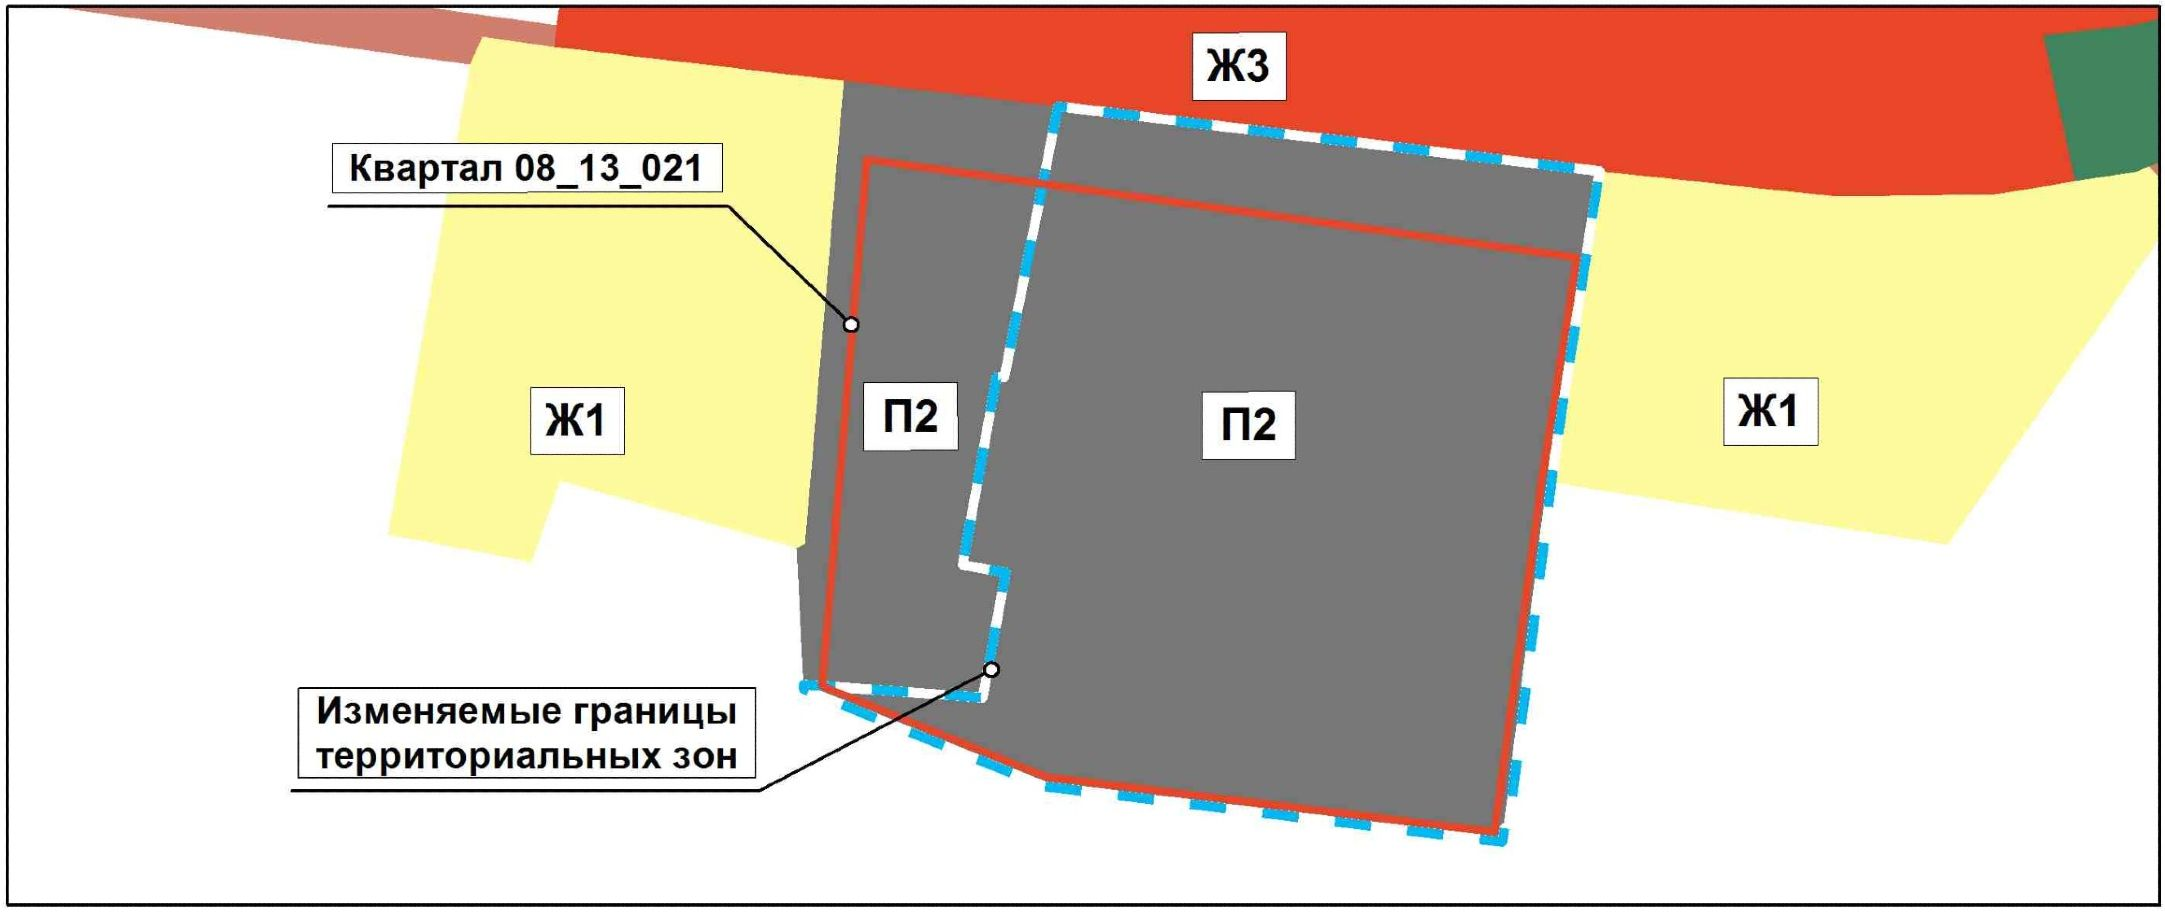 Ж3
Квартал 08_13_021
Ж1
П2
П2
Ж1
Изменяемые границы
территориальных зон